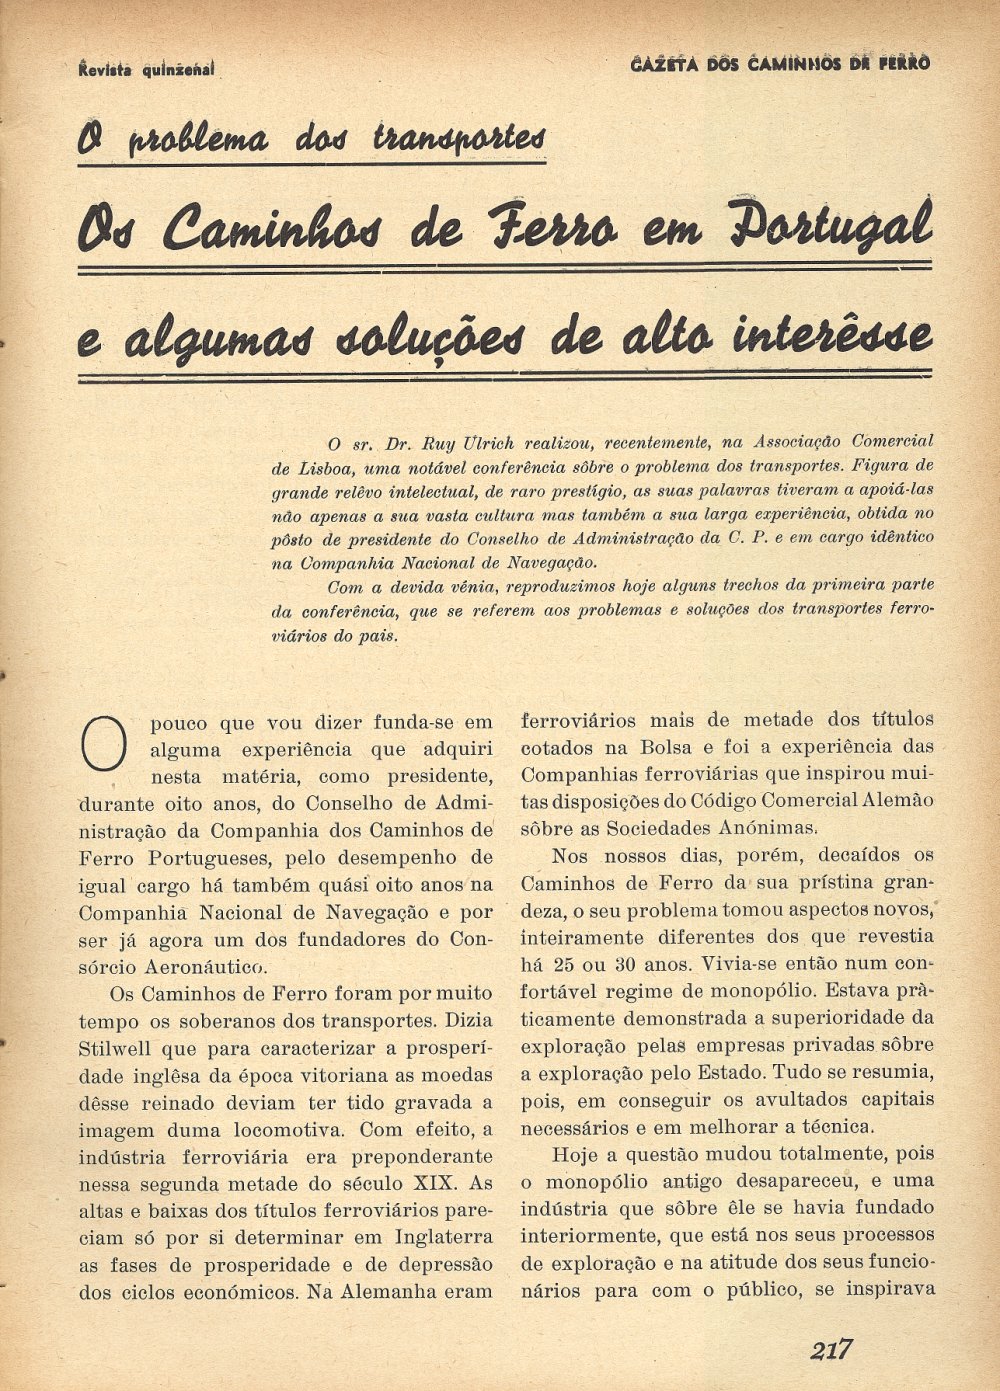 Revista quinzenal
GAZETA DOS CAMINHOS DE FERRO
O problema dos transportes
Os Caminhos de Ferro em Portugal
e algumas soluções de alto interêsse
O sr. Dr. Ruy Ulrich realizou, recentemente, na Associação Comercial
de Lisboa, uma notável conferência sôbre o problema dos transportes. Figura de
grande relêvo intelectual, de raro prestígio, as suas palavras tiveram a apoiá-las
não apenas a sua vasta cultura mas também a sua larga experiência, obtida no
pôsto de presidente do Conselho de Administração da C. P. e em cargo idêntico
na Companhia Nacional de Navegação.
Com a devida vénia, reproduzimos hoje alguns trechos da primeira parte
da conferência, que se referem aos problemas e soluções dos transportes ferro-
viários do pais.
O pouco que vou dizer funda-se em
alguma experiência que adquiri
nesta matéria, como presidente,
durante oito anos, do Conselho de Admi-
nistração da Companhia dos Caminhos de
Ferro Portugueses, pelo desempenho de
igual cargo há também quási oito anos na
Companhia Nacional de Navegação e por
ser já agora um dos fundadores do Con-
sórcio Aeronáutico.
Os Caminhos de Ferro foram por muito
tempo os soberanos dos transportes. Dizia
Stilwell que para caracterizar a prosperi-
dade inglêsa da época vitoriana as moedas
dêsse reinado deviam ter tido gravada a
imagem duma locomotiva. Com efeito, a
indústria ferroviária era preponderante
nessa segunda metade do século XIX. As
altas e baixas dos títulos ferroviários pare-
ciam só por si determinar em Inglaterra
as fases de prosperidade e de depressão
dos ciclos económicos. Na Alemanha eram
ferroviários mais de metade dos títulos
cotados na Bolsa e foi a experiência das
Companhias ferroviárias que inspirou mui-
tas disposições do Código Comercial Alemão
sôbre as Sociedades Anónimas.
Nos nossos dias, porém, decaídos os
Caminhos de Ferro da sua prístina gran-
deza, o seu problema tomou aspectos novos,
inteiramente diferentes dos que revestia
há 25 ou 30 anos. Vivia-se então num con-
fortável regime de monopólio. Estava prà-
ticamente demonstrada a superioridade da
exploração pelas empresas privadas sôbre
a exploração pelo Estado. Tudo se resumia,
pois, em conseguir os avultados capitais
necessários e em melhorar a técnica.
Hoje a questão mudou totalmente, pois
o monopólio antigo desapareceu, e uma
indústria que sôbre êle se havia fundado
interiormente, que está nos seus processos
de exploração e na atitude dos seus funcio-
nários para com o público, se inspirava
217